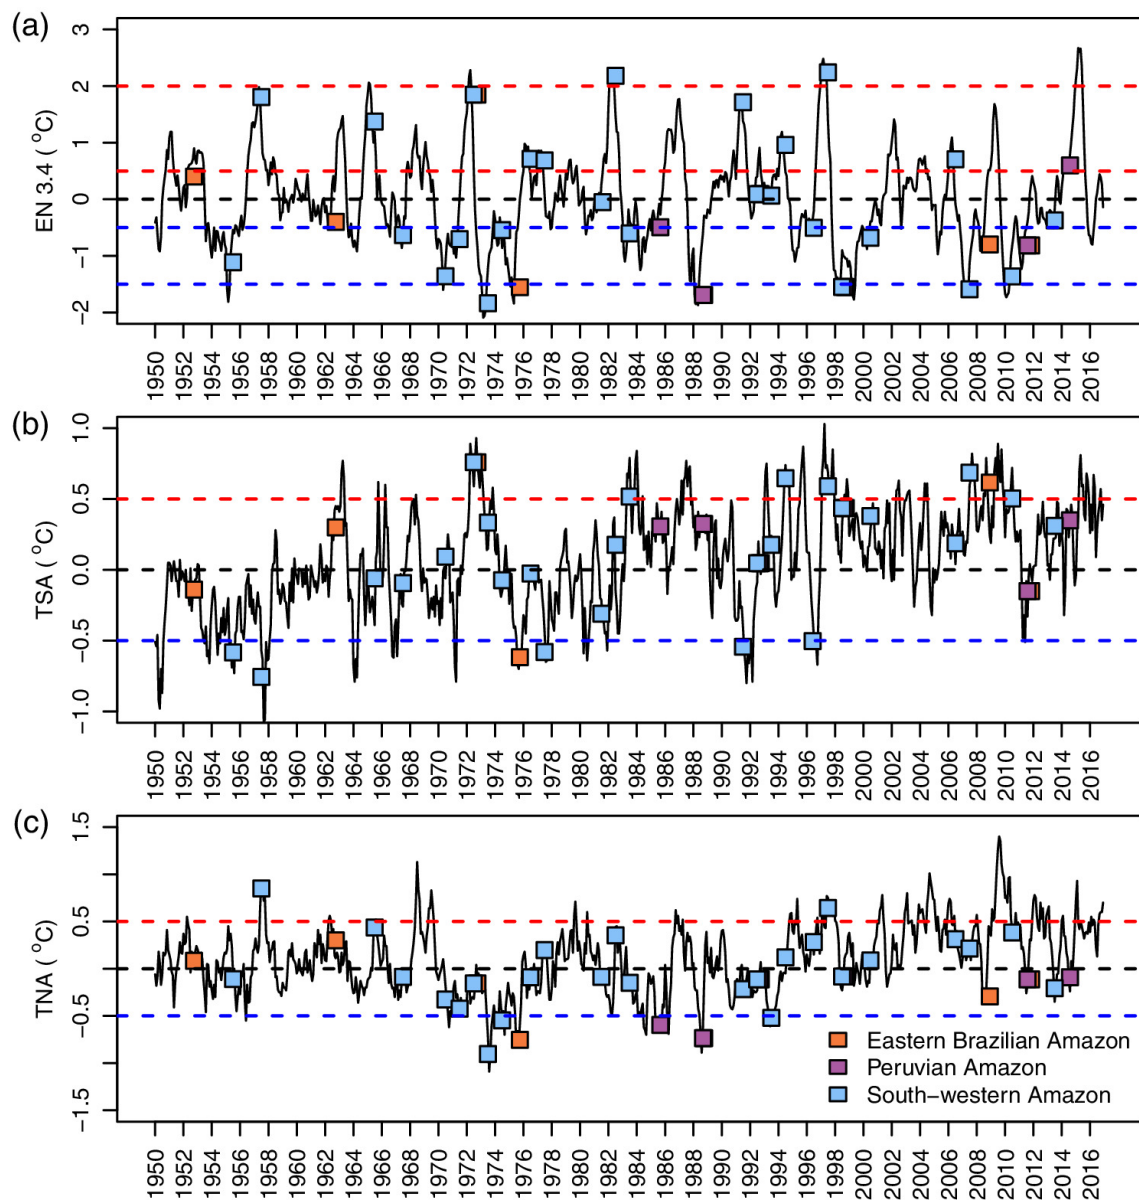 (a)
EN 3.4 ( °C)
3
2
1
0
−1
−2
1950 1952 1954 1956 1958 1960 1962 1964 1966 1968 1970 1972 1974 1976 1978 1980 1982 1984 1986 1988 1990 1992 1994 1996 1998 2000 2002 2004 2006 2008 2010 2012 2014 2016
(b)
TSA ( °C)
1.0
0.5
0.0
−0.5
−1.0
1950 1952 1954 1956 1958 1960 1962 1964 1966 1968 1970 1972 1974 1976 1978 1980 1982 1984 1986 1988 1990 1992 1994 1996 1998 2000 2002 2004 2006 2008 2010 2012 2014 2016
(c)
TNA ( °C)
1.5
0.5
−0.5
−1.5
Eastern Brazilian Amazon
Peruvian Amazon
South−western Amazon
1950 1952 1954 1956 1958 1960 1962 1964 1966 1968 1970 1972 1974 1976 1978 1980 1982 1984 1986 1988 1990 1992 1994 1996 1998 2000 2002 2004 2006 2008 2010 2012 2014 2016